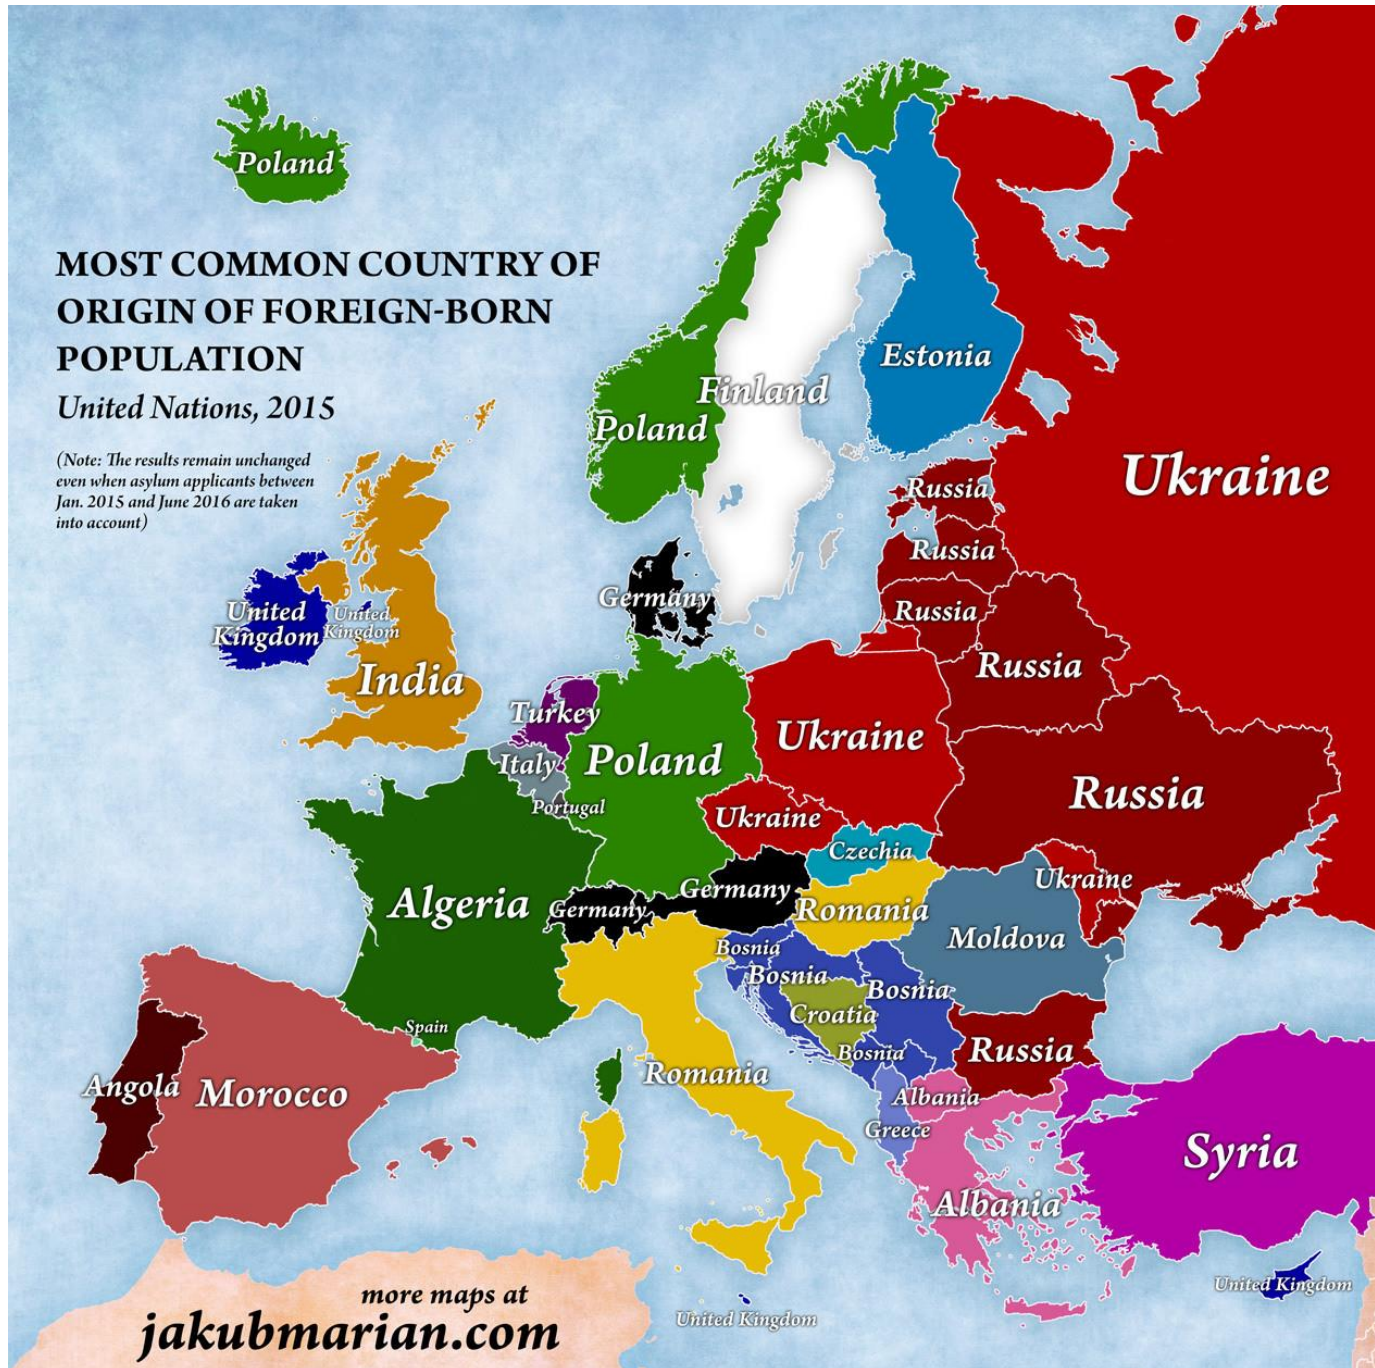 Poland
MOST COMMON COUNTRY OF
ORIGIN OF FOREIGN-BORN
POPULATION
United Nations, 2015
(Note: The results remain unchanged
even when asylum applicants between
Jan. 2015 and June 2016 are taken
into account)
Estonia
Finland
Poland
Ukraine
Russia
Russia
Germany
Russia
United
Kingdom
United
Kingdom
Russia
India
Turkey
Ukraine
Poland
Italy
Russia
Portugal
Ukraine
Czechia
Germany
Ukraine
Algeria
Germany
Romania
Moldova
Bosnia
Bosnia
Bosnia
Croatia
Spain
Bosnia
Russia
Romania
Angola
Morocco
Albania
Greece
Syria
Albania
United Kingdom
more maps at
jakubmarian.com
United Kingdom